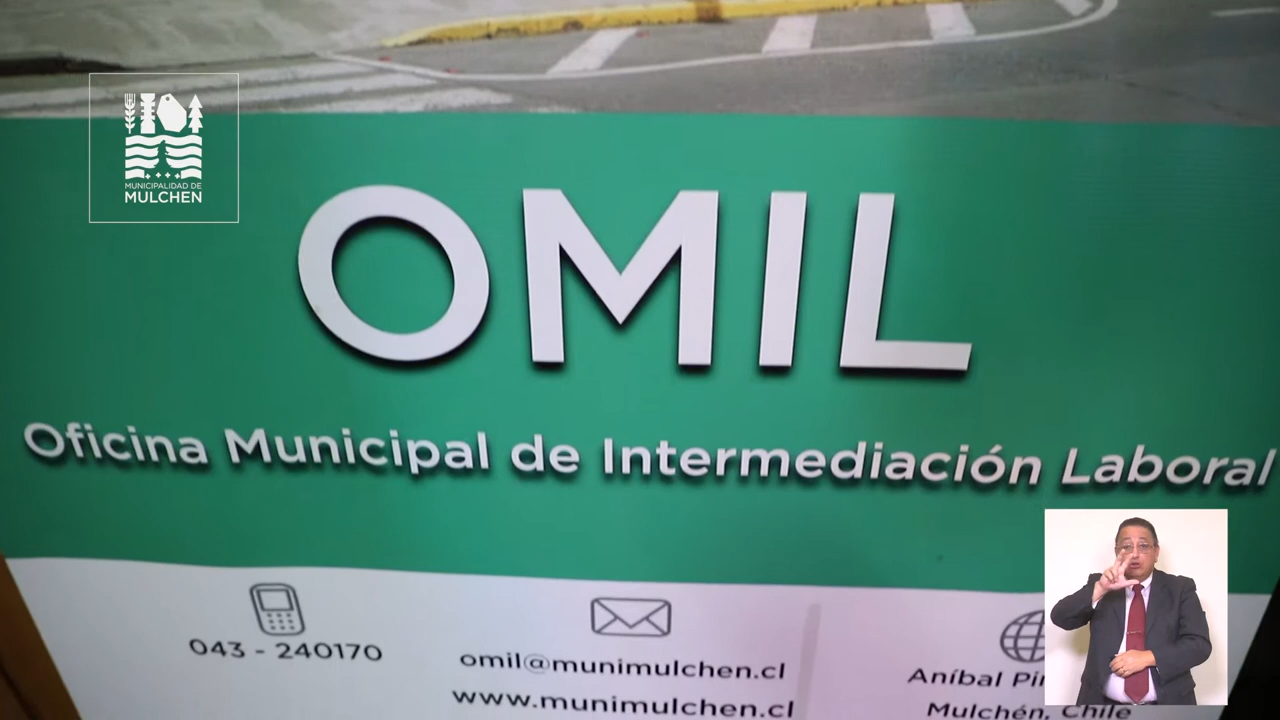 MUNICIPALIDAD DE
MULCHEN
OMIL
Oficina Municipal de Intermediación Laboral
043 - 240170
omil@munimulchen.cl
www.munimulchen.cl
Aníbal
Mulchén, Chile